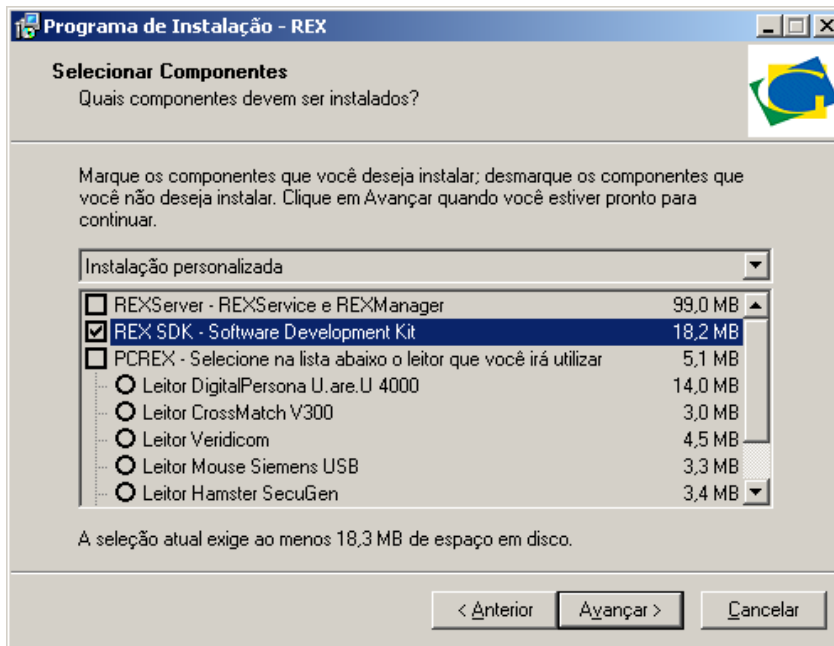 Programa de Instalação - REX
Selecionar Componentes
Quais componentes devem ser instalados?
Marque os componentes que você deseja instalar; desmarque os componentes que
você não deseja instalar. Clique em Avançar quando você estiver pronto para
continuar.
Instalação personalizada
REXServer - REXService e REXManager 99,0 MB
REX SDK - Software Development Kit 18,2 MB
PCREX - Selecione na lista abaixo o leitor que você irá utilizar 5,1 MB
Leitor DigitalPersona U.are.U 4000 14,0 MB
Leitor CrossMatch V300 3,0 MB
Leitor Veridicom 4,5 MB
Leitor Mouse Siemens USB 3,3 MB
Leitor Hamster SecuGen 3,4 MB
A seleção atual exige ao menos 18,3 MB de espaço em disco.
< Anterior Avançar > Cancelar